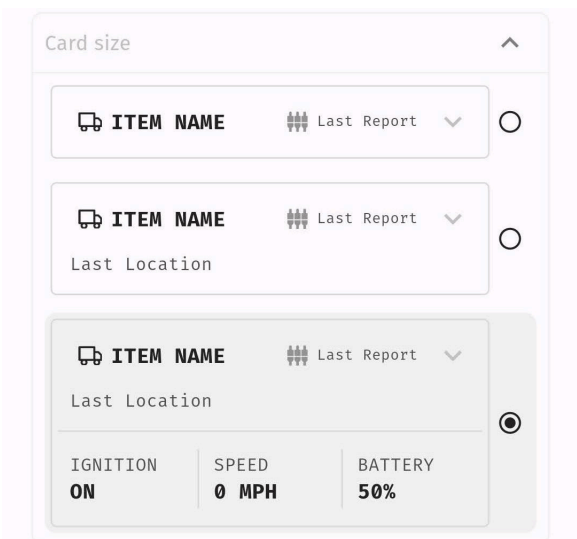 Card size
ITEM NAME Last Report
ITEM NAME Last Report
Last Location
ITEM NAME Last Report
Last Location
IGNITION SPEED BATTERY
ON 0 MPH 50%